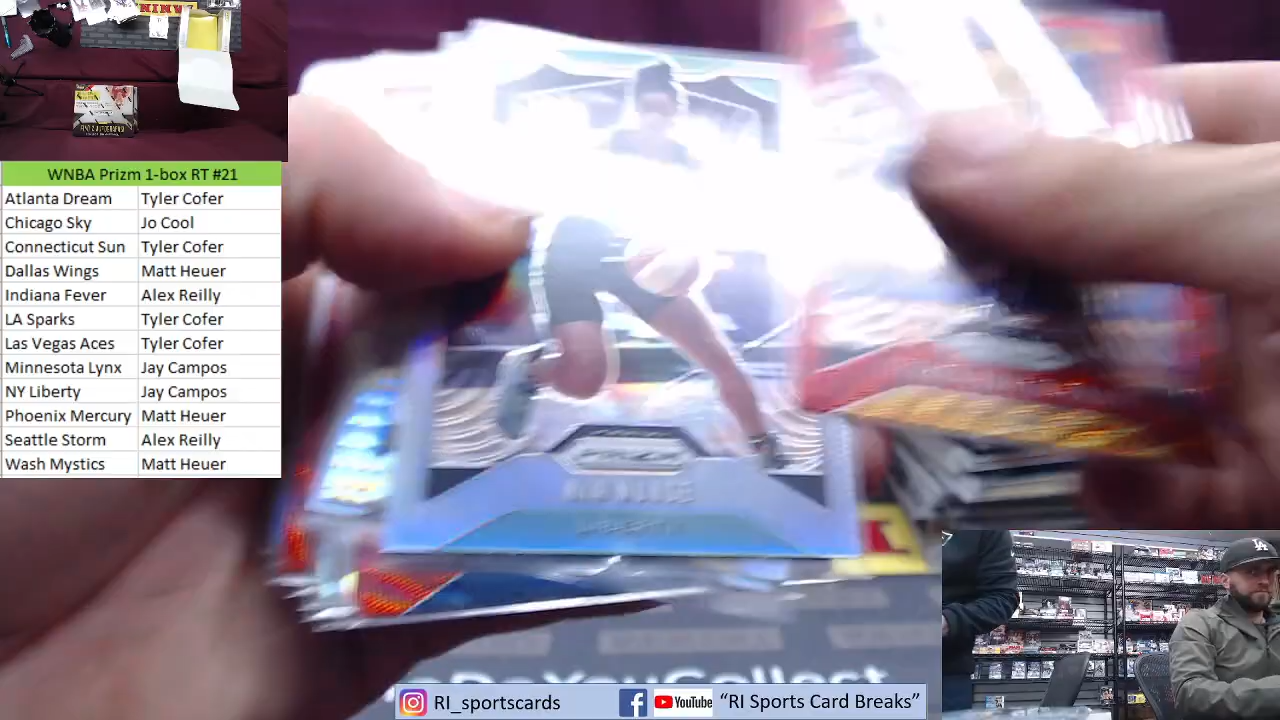 WNBA Prizm 1-box RT #21
Atlanta Dream Tyler Cofer
Chicago Sky Jo Cool
Connecticut Sun Tyler Cofer
Dallas Wings Matt Heuer
Indiana Fever Alex Reilly
LA Sparks Tyler Cofer
Las Vegas Aces Tyler Cofer
Minnesota Lynx Jay Campos
NY Liberty Jay Campos
Phoenix Mercury Matt Heuer
Seattle Storm Alex Reilly
Wash Mystics Matt Heuer
LA
DoYouCollect
RI_sportscards YouTube “RI Sports Card Breaks”